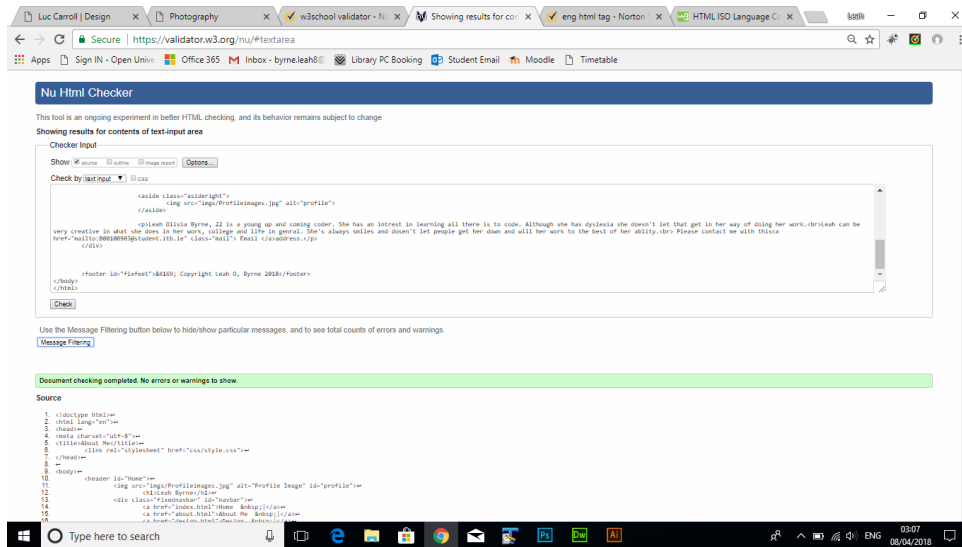 Luc Carroll | Design
Photography
w3school validator - No
Showing results for con
eng html tag - Norton
HTML ISO Language Co
Leah
Secure | https://validator.w3.org/nu/#textarea
Apps Sign IN - Open Unive Office 365 Inbox - byrne.leah8@ Library PC Booking Student Email Moodle Timetable
Nu Html Checker
This tool is an ongoing experiment in better HTML checking, and its behavior remains subject to change
Showing results for contents of text-input area
Checker Input
Show source outline image report Options...
Check by text input css
<aside class="asideright">
<img src="imgs/Profileimages.jpg" alt="profile">
</aside>
<p>Leah Olivia Byrne, 22 is a young up and coming coder. She has an intrest in learning all there is to code. Although she has dyslexia she doesn't let that get in her way of doing her work.<br>Leah can be
very creative in what she does in her work, college and life in genral. She's always smiles and dosen't let people get her down and will her work to the best of her ablity.<br> Please contact me with this<a
href="mailto:B00100903@student.itb.ie" class="mail"> Email </a>address.</p>
</div>
<footer id="fixfeet">&#169; Copyright Leah O, Byrne 2018</footer>
</body>
</html>
Check
Use the Message Filtering button below to hide/show particular messages, and to see total counts of errors and warnings.
Message Filtering
Document checking completed. No errors or warnings to show.
Source
1. <!doctype html>↩
2. <html lang="en">↩
3. <head>↩
4. <meta charset="utf-8">↩
5. <title>About Me</title>↩
6. <link rel="stylesheet" href="css/style.css">↩
7. </head>↩
8. ↩
9. <body>↩
10. <header id="Home">↩
11. <img src="imgs/Profileimages.jpg" alt="Profile Image" id="profile">↩
12. <h1>Leah Byrne</h1>↩
13. <div class="fixednavbar" id="navbar">↩
14. <a href="index.html">Home &nbsp;|</a>↩
15. <a href="about.html">About Me &nbsp;|</a>↩
16. <a href="design.html">Design &nbsp;|</a>↩
Type here to search
Ps Dw Ai
ENG
03:07
08/04/2018